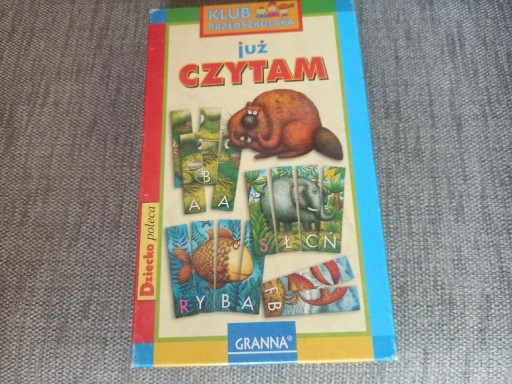 KLUB
PRZEDSZKOLAKA
już
CZYTAM
B
A A
S Ł O Ń
R Y B A
F B
Dziecko poleca
GRANNA®